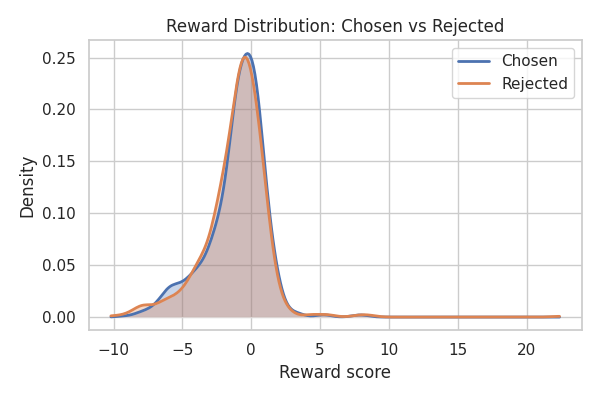 Reward Distribution: Chosen vs Rejected
Chosen
Rejected
0.25
0.20
0.15
0.10
0.05
0.00
Density
−10
−5
0
5
10
15
20
Reward score